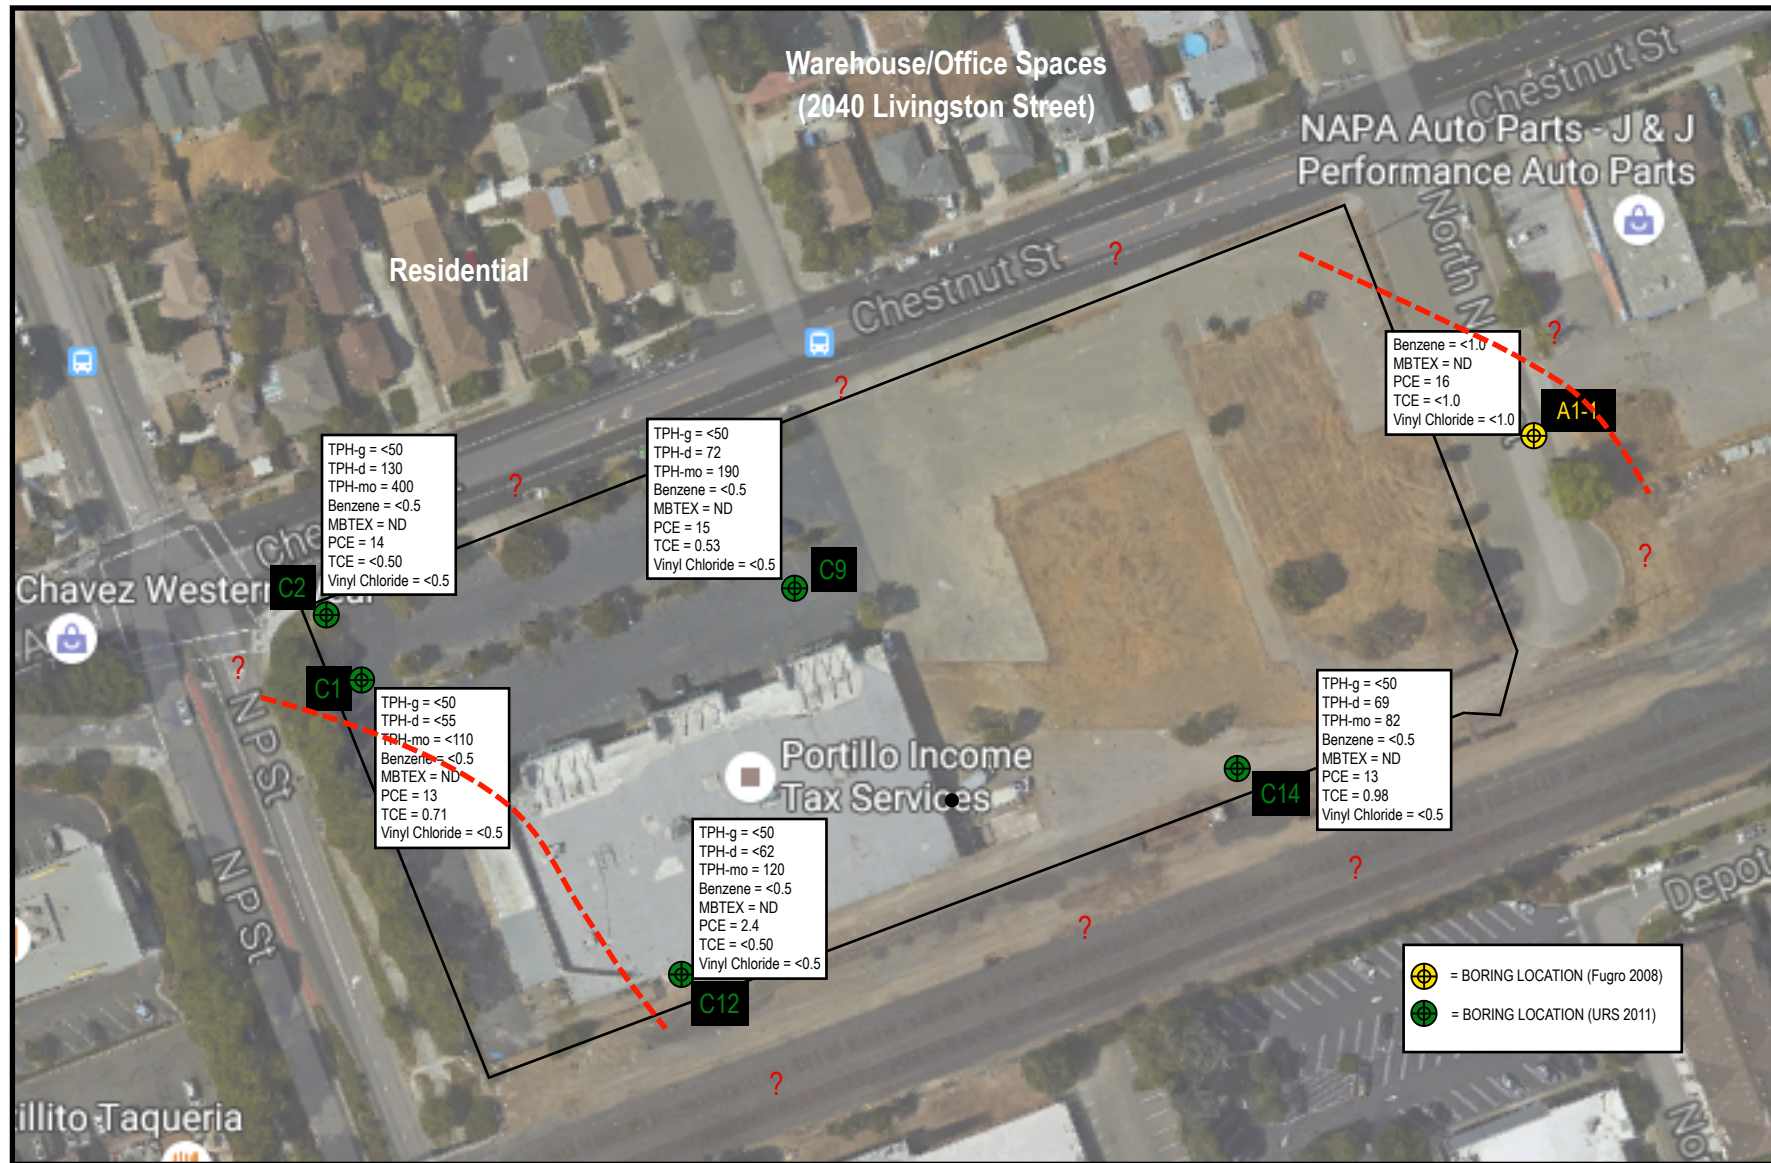 Warehouse/Office Spaces
(2040 Livingston Street)
Chestnut St
NAPA Auto Parts - J & J
Performance Auto Parts
North N
Residential
Chestnut St
Benzene = <1.0
MBTEX = ND
PCE = 16
TCE = <1.0
Vinyl Chloride = <1.0
A1-1
?
?
?
?
?
?
?
?
?
?
TPH-g = <50
TPH-d = 130
TPH-mo = 400
Benzene = <0.5
MBTEX = ND
PCE = 14
TCE = <0.50
Vinyl Chloride = <0.5
TPH-g = <50
TPH-d = 72
TPH-mo = 190
Benzene = <0.5
MBTEX = ND
PCE = 15
TCE = 0.53
Vinyl Chloride = <0.5
Che
C2
C9
Chavez Western
C1
TPH-g = <50
TPH-d = <55
TPH-mo = <110
Benzene = <0.5
MBTEX = ND
PCE = 13
TCE = 0.71
Vinyl Chloride = <0.5
N P St
N P St
Portillo Income
Tax Services
TPH-g = <50
TPH-d = 69
TPH-mo = 82
Benzene = <0.5
MBTEX = ND
PCE = 13
TCE = 0.98
Vinyl Chloride = <0.5
C14
TPH-g = <50
TPH-d = <62
TPH-mo = 120
Benzene = <0.5
MBTEX = ND
PCE = 2.4
TCE = <0.50
Vinyl Chloride = <0.5
C12
Depot
= BORING LOCATION (Fugro 2008)
= BORING LOCATION (URS 2011)
illito Taqueria
No